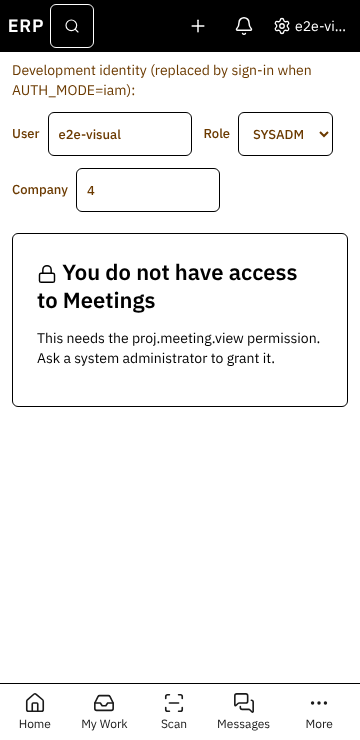 ERP
e2e-vi...
Development identity (replaced by sign-in when
AUTH_MODE=iam):
User
e2e-visual
Role
SYSADM
Company
4
You do not have access
to Meetings
This needs the proj.meeting.view permission.
Ask a system administrator to grant it.
Home
My Work
Scan
Messages
More